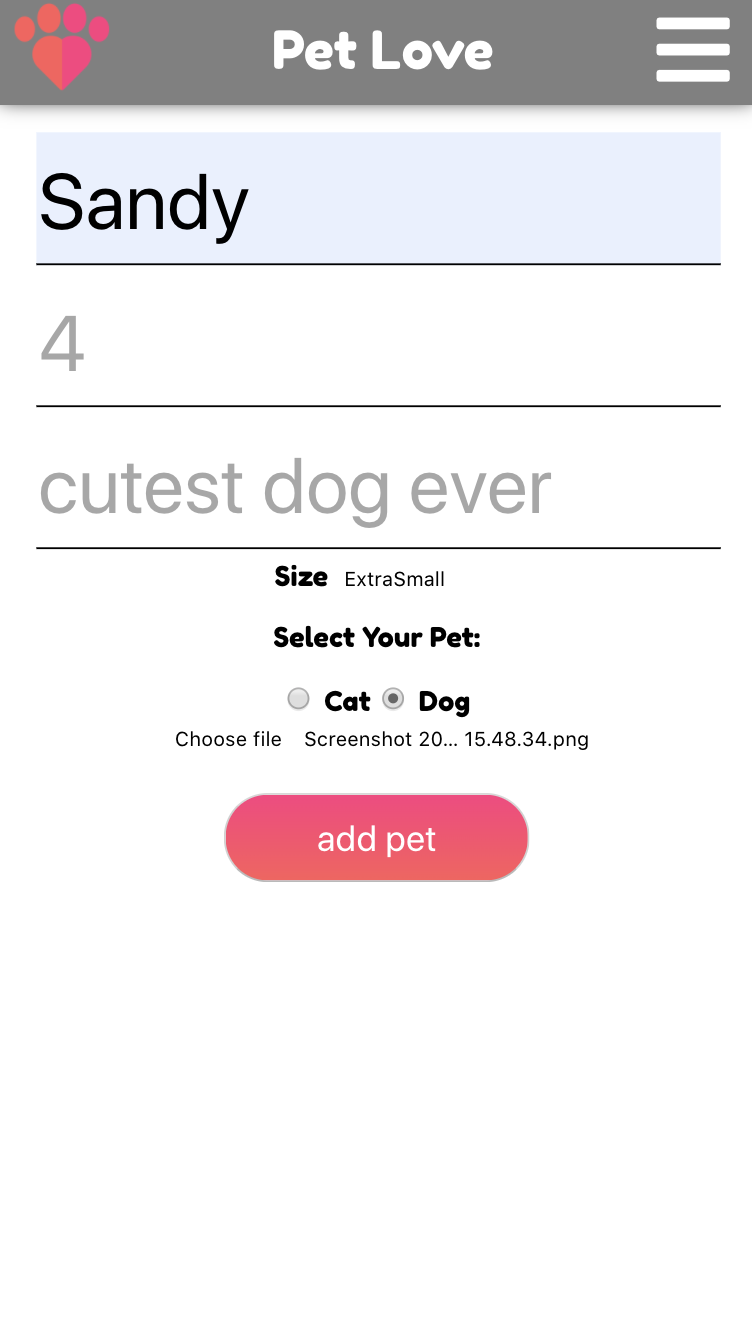 Pet Love
Sandy
4
cutest dog ever
Size ExtraSmall
Select Your Pet:
Cat Dog
Choose file Screenshot 20... 15.48.34.png
add pet